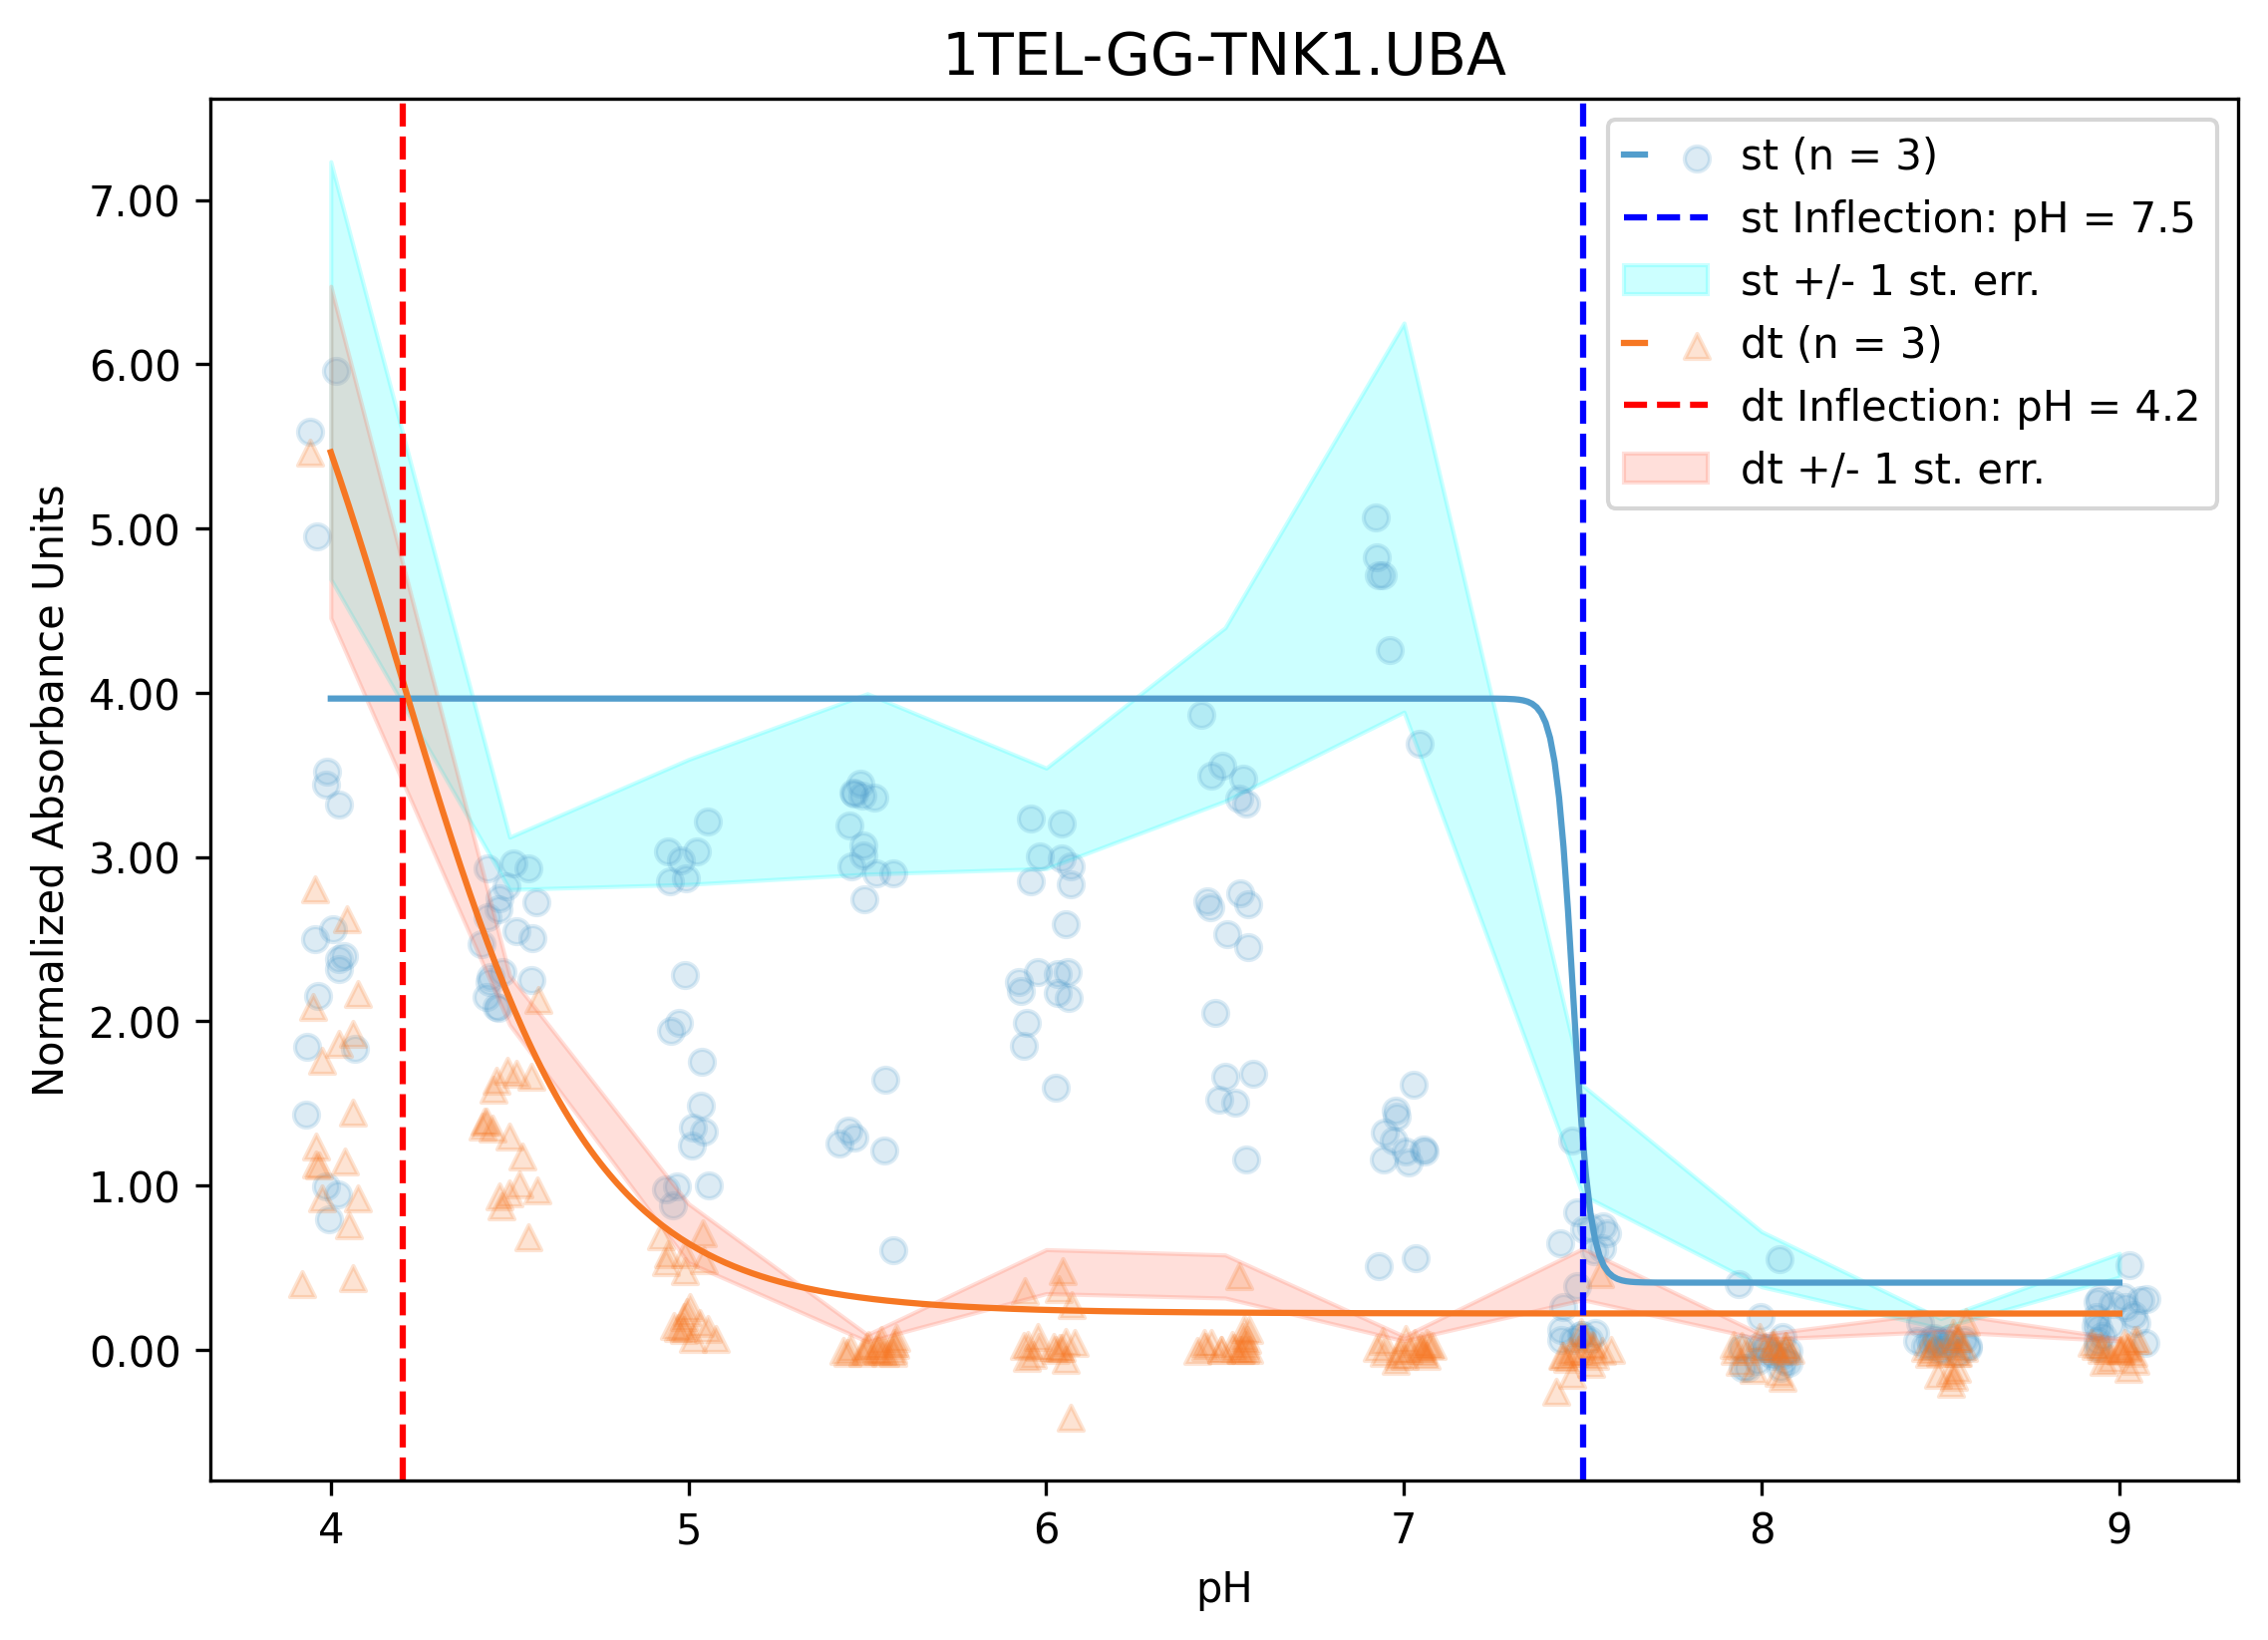 1TEL-GG-TNK1.UBA
st (n = 3)
st Inflection: pH = 7.5
st +/- 1 st. err.
dt (n = 3)
dt Inflection: pH = 4.2
dt +/- 1 st. err.
Normalized Absorbance Units
7.00
6.00
5.00
4.00
3.00
2.00
1.00
0.00
4 5 6 7 8 9
pH